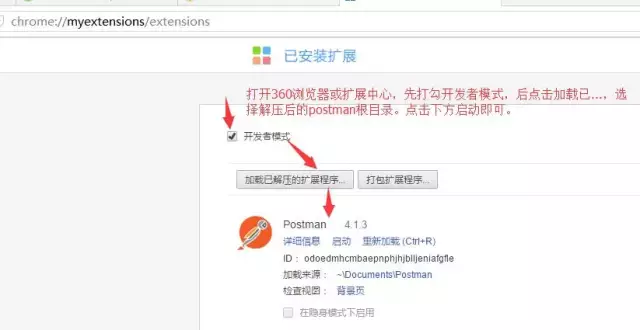 chrome://myextensions/extensions
已安装扩展
打开360浏览器或扩展中心，先打勾开发者模式，后点击加载已...，选
择解压后的postman根目录。点击下方启动即可。
开发者模式
加载已解压的扩展程序... 打包扩展程序...
Postman 4.1.3
详细信息 启动 重新加载 (Ctrl+R)
ID： odoedmhcmbaepnphjhjblljeniafgfle
加载来源： ~\Documents\Postman
检查视图： 背景页
在隐身模式下启用